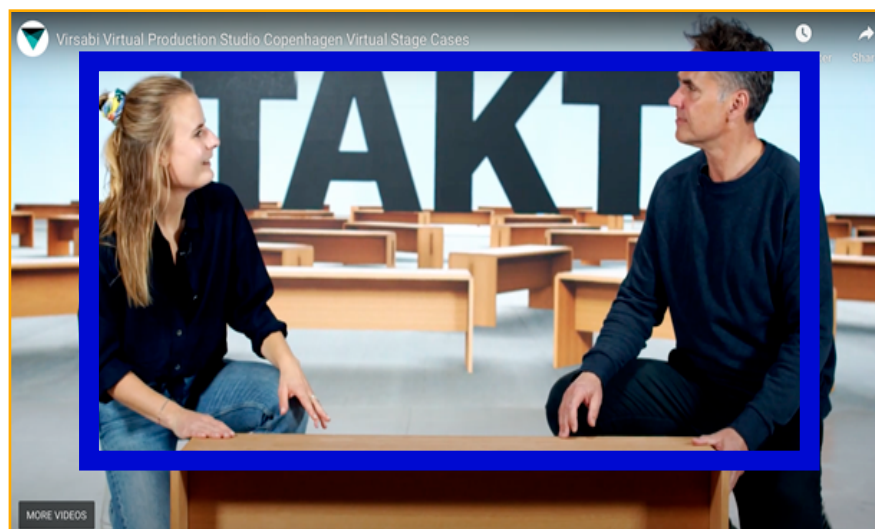 Virsabi Virtual Production Studio Copenhagen Virtual Stage Cases
TAKT
MORE VIDEOS